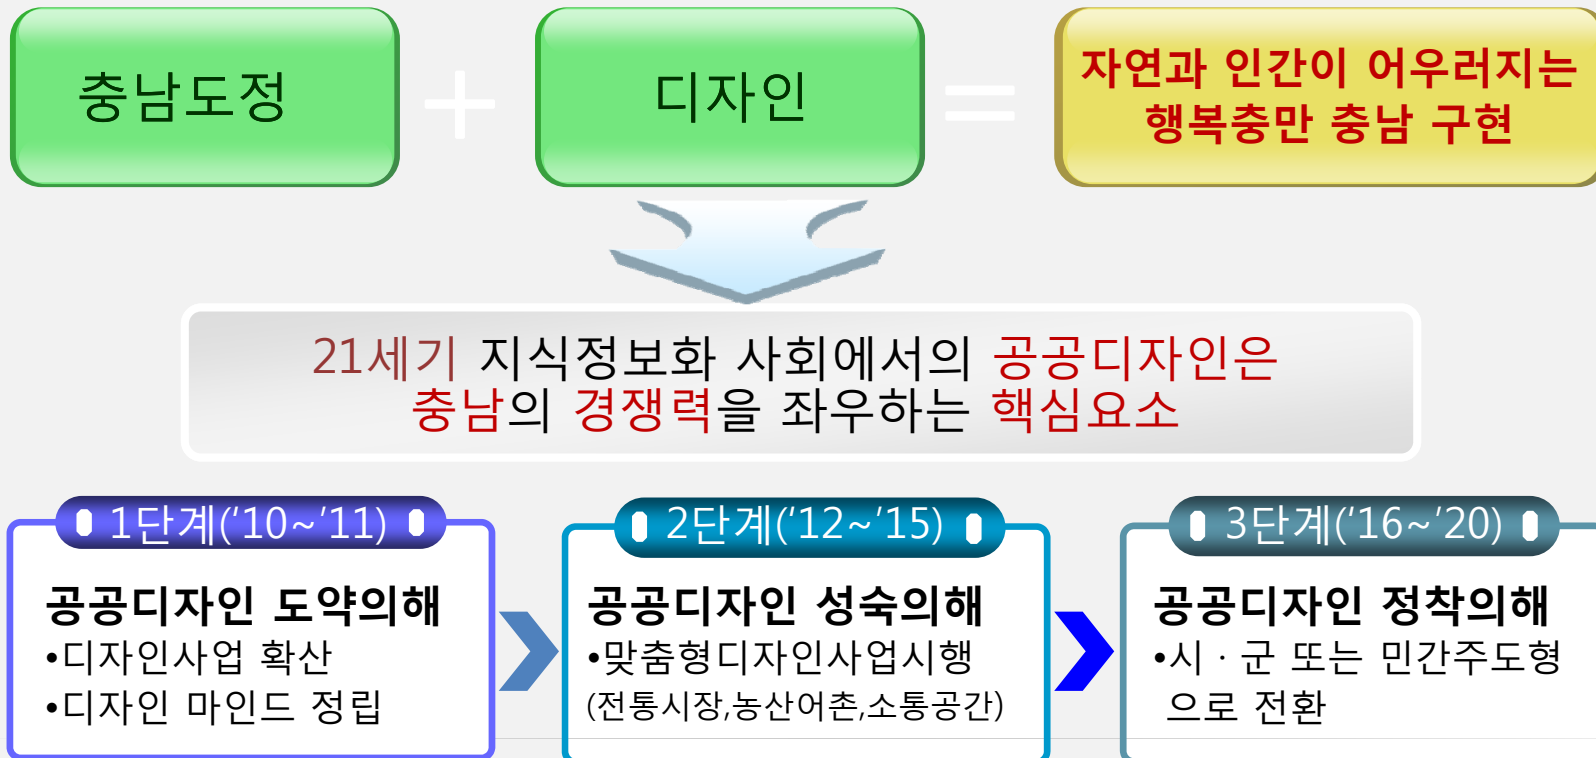 충남도정 + 디자인 = 자연과 인간이 어우러지는
행복충만 충남 구현
21세기 지식정보화 사회에서의 공공디자인은
충남의 경쟁력을 좌우하는 핵심요소
1단계('10~'11)
공공디자인 도약의해
•디자인사업 확산
•디자인 마인드 정립
2단계('12~'15)
공공디자인 성숙의해
•맞춤형디자인사업시행
(전통시장,농산어촌,소통공간)
3단계('16~'20)
공공디자인 정착의해
•시·군 또는 민간주도형
으로 전환